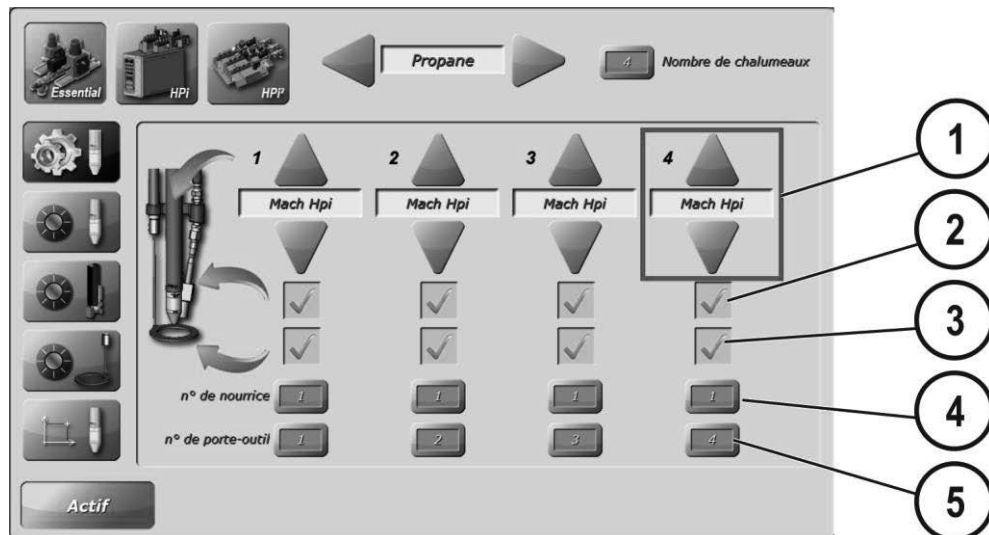 Essential
HPi
HPi²
Propane
4 Nombre de chalumeaux
1 2 3 4
Mach Hpi Mach Hpi Mach Hpi Mach Hpi
n° de nourrice 1 1 1 1
n° de porte-outil 1 2 3 4
Actif
1
2
3
4
5